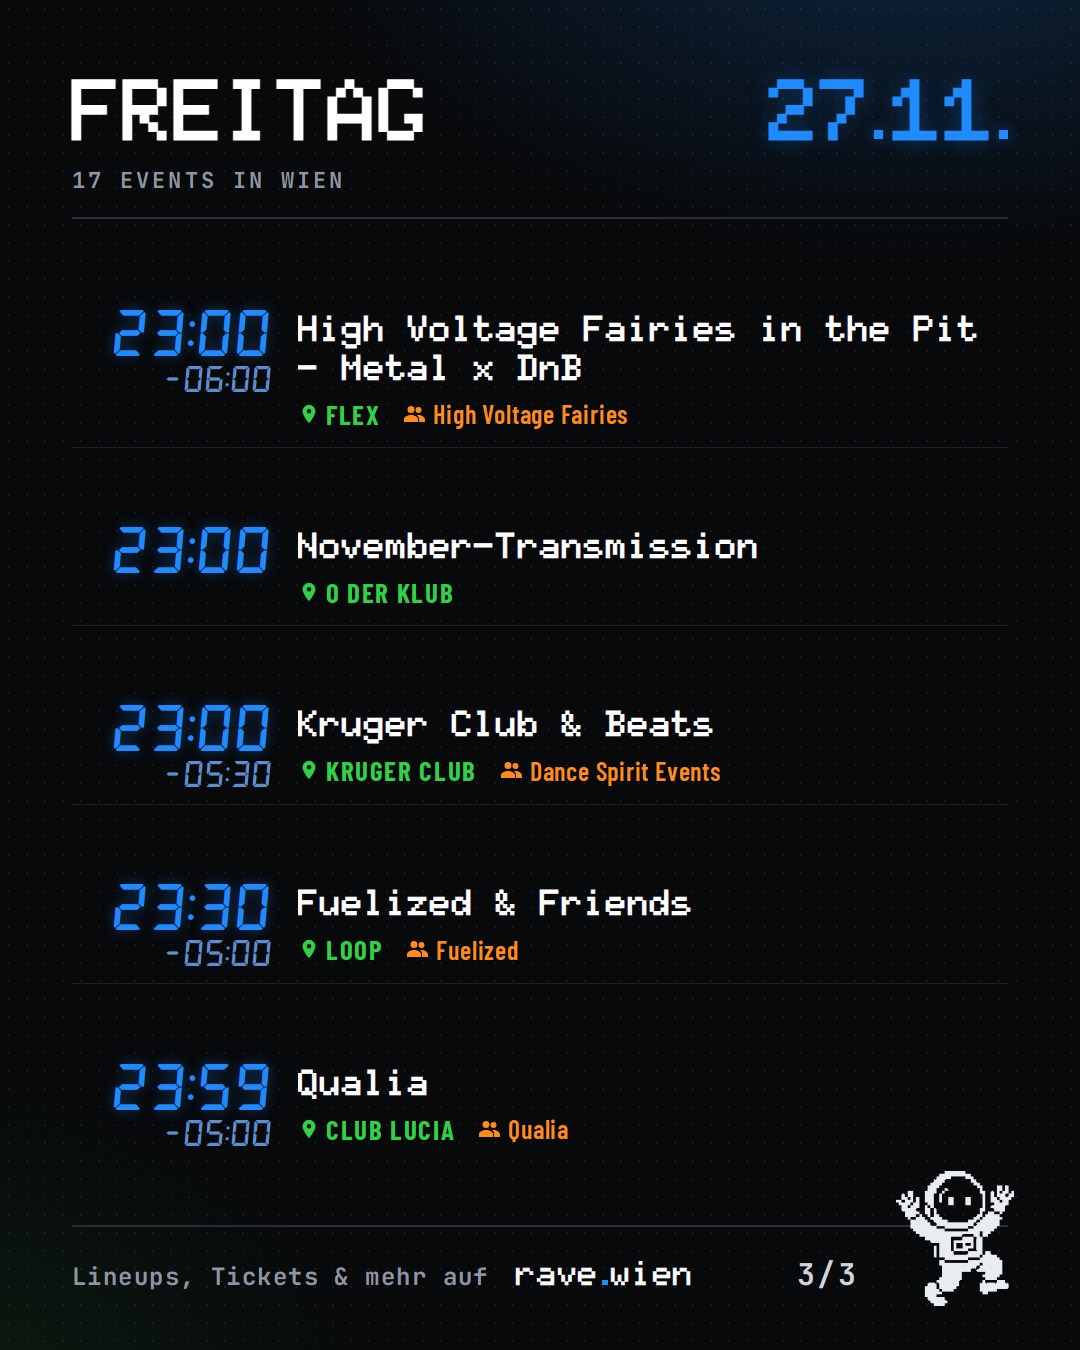 FREITAG 27.11.
17 EVENTS IN WIEN
23:00 High Voltage Fairies in the Pit
-06:00 - Metal x DnB
FLEX High Voltage Fairies
23:00 November-Transmission
O DER KLUB
23:00 Kruger Club & Beats
-05:30 KRUGER CLUB Dance Spirit Events
23:30 Fuelized & Friends
-05:00 LOOP Fuelized
23:59 Qualia
-05:00 CLUB LUCIA Qualia
Lineups, Tickets & mehr auf rave.wien 3/3